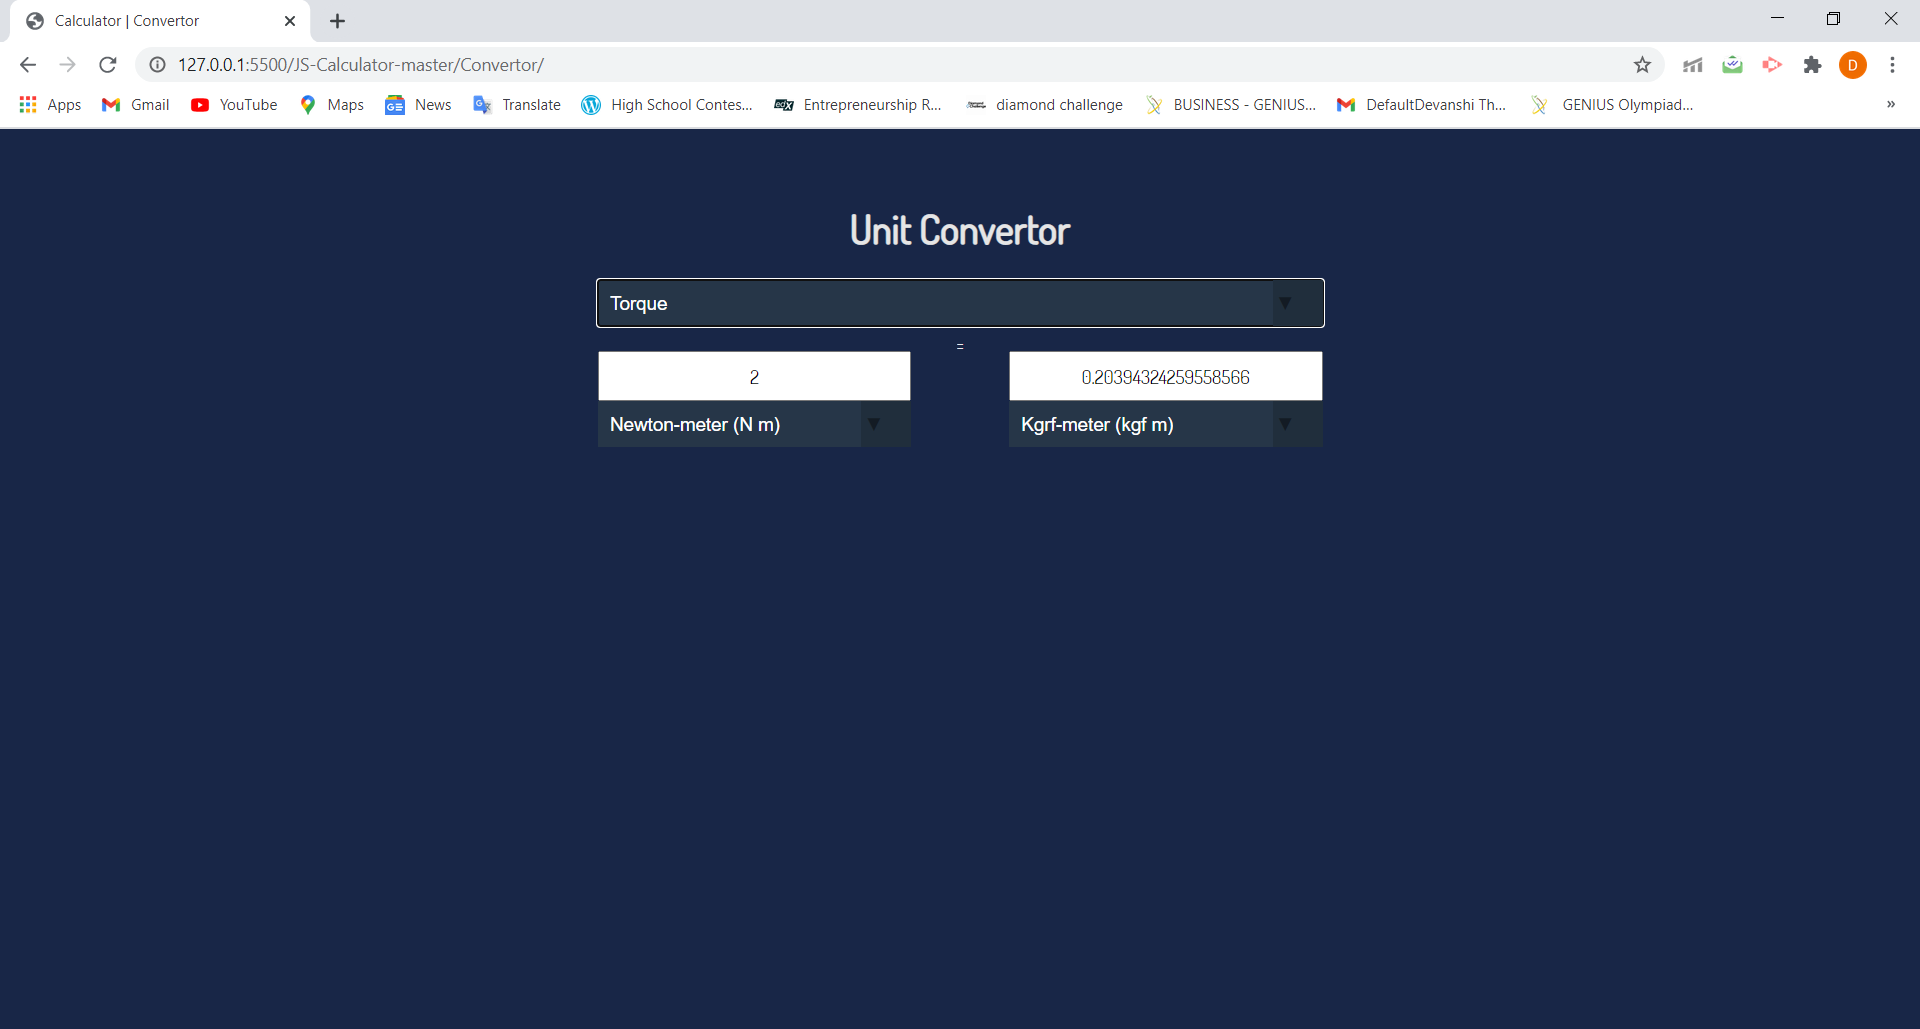 Calculator | Convertor
127.0.0.1:5500/JS-Calculator-master/Convertor/
D
Apps Gmail YouTube Maps News Translate High School Contes... Entrepreneurship R... diamond challenge BUSINESS - GENIUS... DefaultDevanshi Th... GENIUS Olympiad... »
Unit Convertor
Torque
=
2 0.20394324259558566
Newton-meter (N m) Kgrf-meter (kgf m)